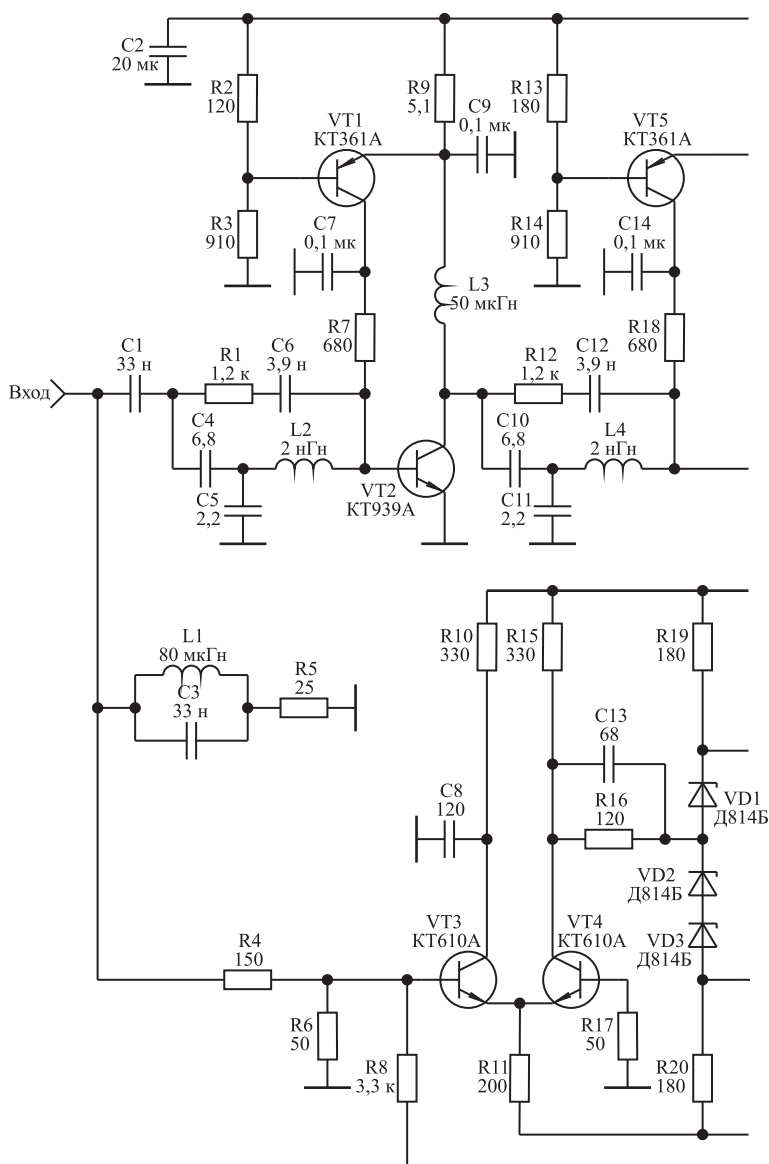 C2
20 мк
R2
120
R9
5,1
C9
0,1 мк
R13
180
VT1
КТ361А
VT5
КТ361А
R3
910
C7
0,1 мк
R14
910
C14
0,1 мк
L3
50 мкГн
R7
680
R18
680
C1
33 н
R1
1,2 к
C6
3,9 н
R12
1,2 к
C12
3,9 н
Вход
C4
6,8
L2
2 нГн
C10
6,8
L4
2 нГн
C5
2,2
VT2
КТ939А
C11
2,2
R10
330
R15
330
R19
180
L1
80 мкГн
C3
33 н
R5
25
C13
68
C8
120
R16
120
VD1
Д814Б
VD2
Д814Б
VT3
КТ610А
VT4
КТ610А
VD3
Д814Б
R4
150
R6
50
R8
3,3 к
R17
50
R11
200
R20
180